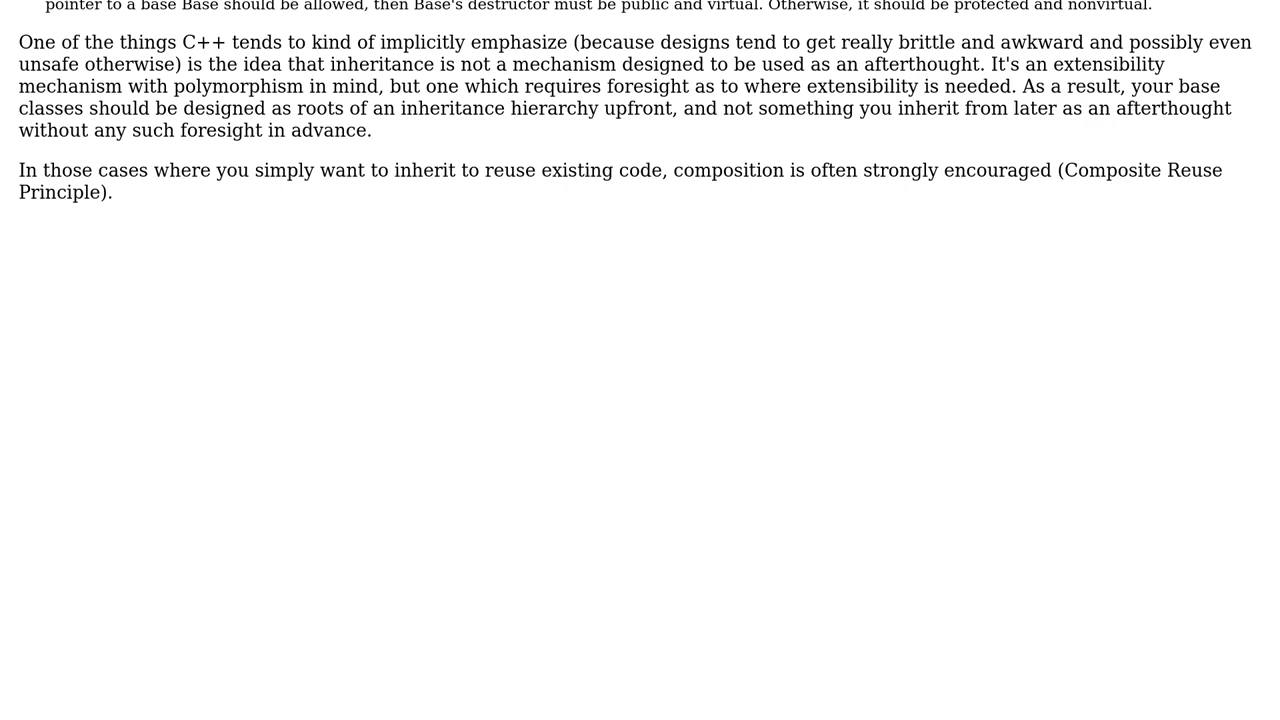 pointer to a base Base should be allowed, then Base's destructor must be public and virtual. Otherwise, it should be protected and nonvirtual.
One of the things C++ tends to kind of implicitly emphasize (because designs tend to get really brittle and awkward and possibly even
unsafe otherwise) is the idea that inheritance is not a mechanism designed to be used as an afterthought. It's an extensibility
mechanism with polymorphism in mind, but one which requires foresight as to where extensibility is needed. As a result, your base
classes should be designed as roots of an inheritance hierarchy upfront, and not something you inherit from later as an afterthought
without any such foresight in advance.
In those cases where you simply want to inherit to reuse existing code, composition is often strongly encouraged (Composite Reuse
Principle).